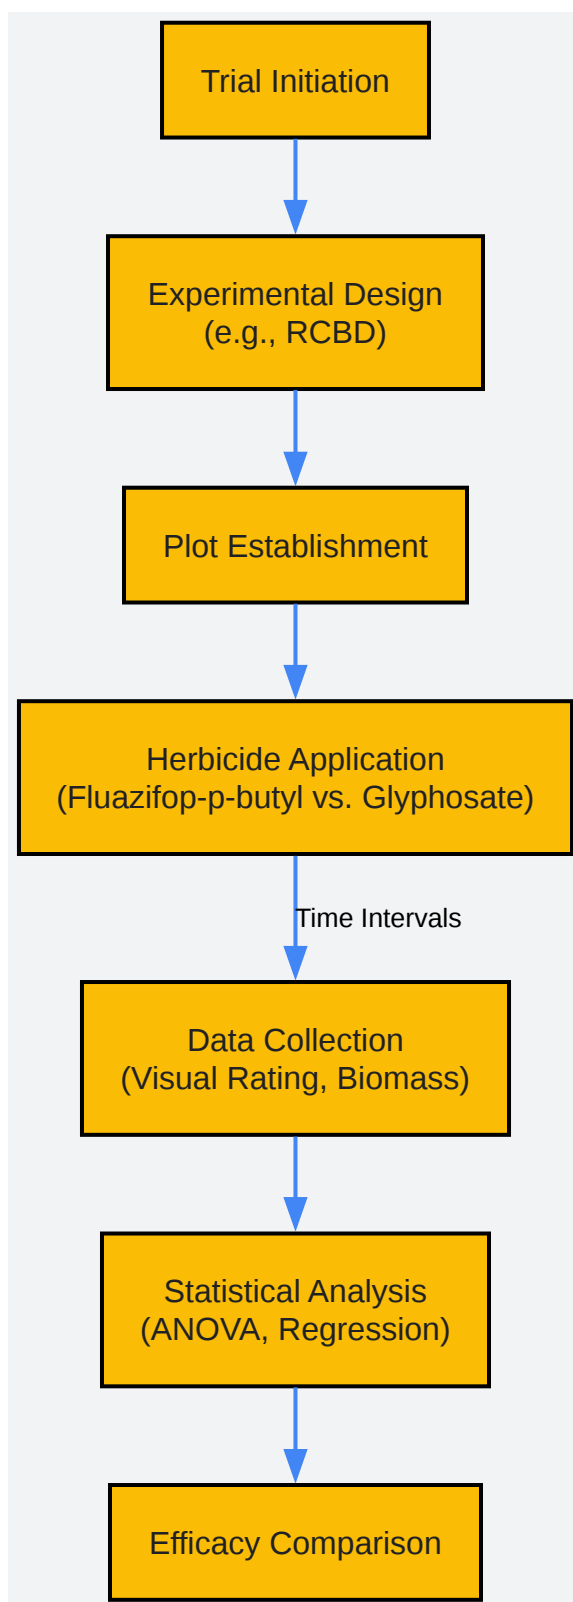 Trial Initiation
Experimental Design
(e.g., RCBD)
Plot Establishment
Herbicide Application
(Fluazifop-p-butyl vs. Glyphosate)
Time Intervals
Data Collection
(Visual Rating, Biomass)
Statistical Analysis
(ANOVA, Regression)
Efficacy Comparison